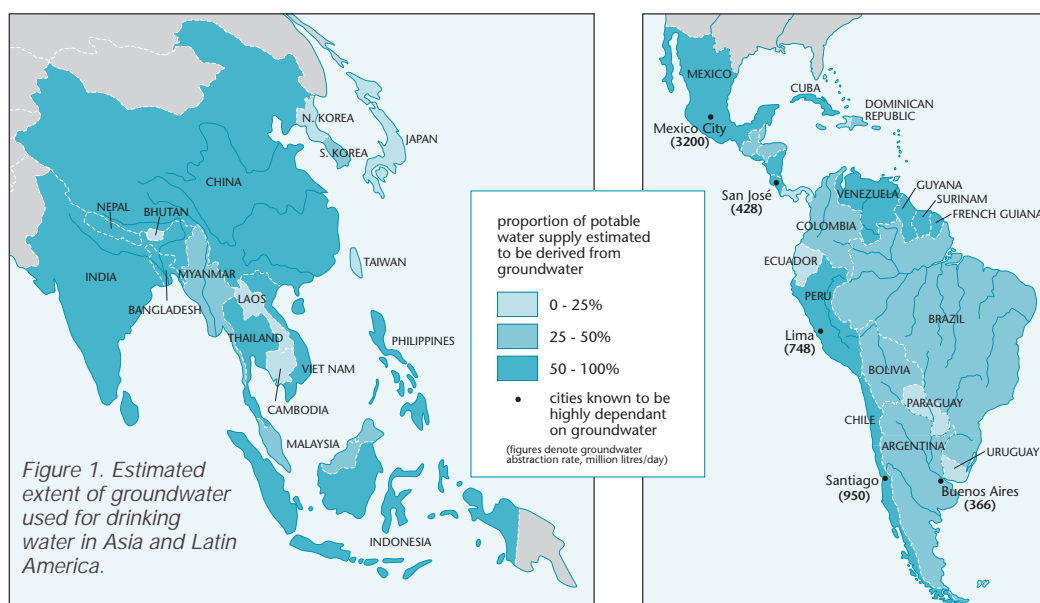 N. KOREA
S. KOREA
JAPAN
CHINA
NEPAL
BHUTAN
TAIWAN
INDIA
MYANMAR
LAOS
BANGLADESH
THAILAND
PHILIPPINES
VIET NAM
CAMBODIA
MALAYSIA
INDONESIA
Figure 1. Estimated
extent of groundwater
used for drinking
water in Asia and Latin
America.
proportion of potable
water supply estimated
to be derived from
groundwater
0 - 25%
25 - 50%
50 - 100%
cities known to be
highly dependant
on groundwater
(figures denote groundwater
abstraction rate, million litres/day)
MEXICO
CUBA
DOMINICAN
REPUBLIC
Mexico City
(3200)
San José
(428)
VENEZUELA
GUYANA
SURINAM
FRENCH GUIANA
COLOMBIA
ECUADOR
PERU
BRAZIL
Lima
(748)
BOLIVIA
PARAGUAY
CHILE
ARGENTINA
URUGUAY
Santiago
(950)
Buenos Aires
(366)